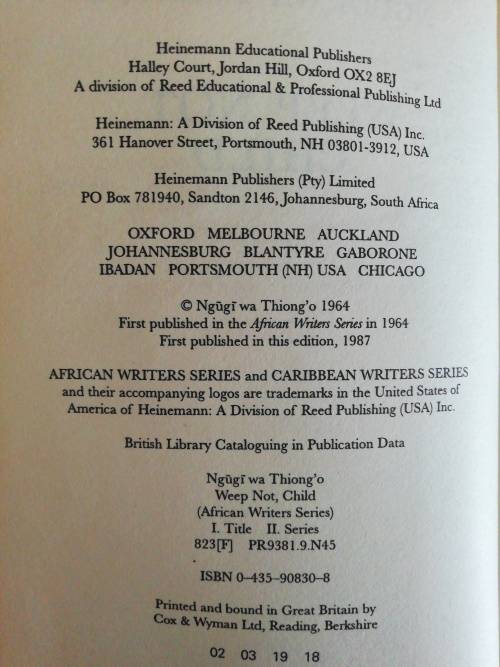 Heinemann Educational Publishers
Halley Court, Jordan Hill, Oxford OX2 8EJ
A division of Reed Educational & Professional Publishing Ltd
Heinemann: A Division of Reed Publishing (USA) Inc.
361 Hanover Street, Portsmouth, NH 03801-3912, USA
Heinemann Publishers (Pty) Limited
PO Box 781940, Sandton 2146, Johannesburg, South Africa
OXFORD MELBOURNE AUCKLAND
JOHANNESBURG BLANTYRE GABORONE
IBADAN PORTSMOUTH (NH) USA CHICAGO
© Ngũgĩ wa Thiong'o 1964
First published in the African Writers Series in 1964
First published in this edition, 1987
AFRICAN WRITERS SERIES and CARIBBEAN WRITERS SERIES
and their accompanying logos are trademarks in the United States of
America of Heinemann: A Division of Reed Publishing (USA) Inc.
British Library Cataloguing in Publication Data
Ngũgĩ wa Thiong'o
Weep Not, Child
(African Writers Series)
I. Title II. Series
823[F] PR9381.9.N45
ISBN 0–435–90830–8
Printed and bound in Great Britain by
Cox & Wyman Ltd, Reading, Berkshire
02 03 19 18